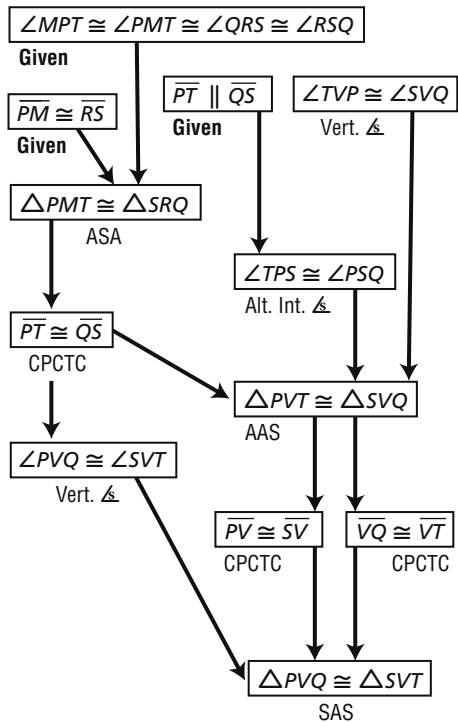 ∠MPT ≅ ∠PMT ≅ ∠QRS ≅ ∠RSQ
Given
PM ≅ RS
Given
PT ∥ QS
Given
∠TVP ≅ ∠SVQ
Vert. ∠s
△PMT ≅ △SRQ
ASA
∠TPS ≅ ∠PSQ
Alt. Int. ∠s
PT ≅ QS
CPCTC
△PVT ≅ △SVQ
AAS
∠PVQ ≅ ∠SVT
Vert. ∠s
PV ≅ SV
CPCTC
VQ ≅ VT
CPCTC
△PVQ ≅ △SVT
SAS